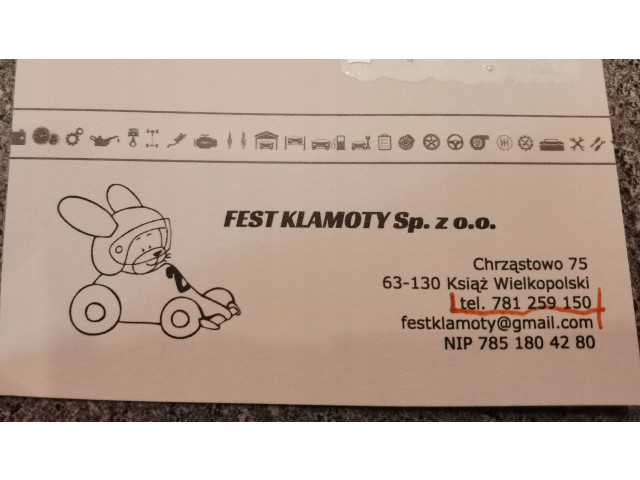 FEST KLAMOTY Sp. z o.o.
Chrząstowo 75
63-130 Książ Wielkopolski
tel. 781 259 150
festklamoty@gmail.com
NIP 785 180 42 80
2